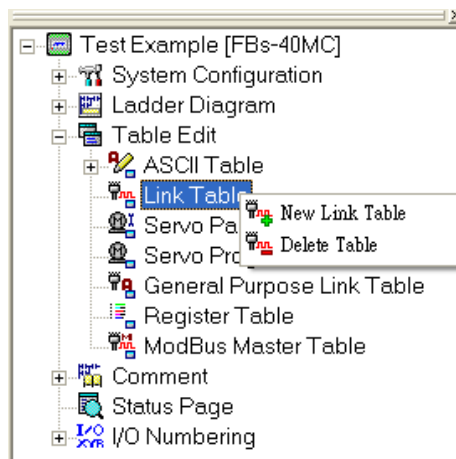 Test Example [FBs-40MC]
System Configuration
Ladder Diagram
Table Edit
ASCII Table
Link Table
New Link Table
Servo Pa
Delete Table
Servo Pro
General Purpose Link Table
Register Table
ModBus Master Table
Comment
Status Page
I/O Numbering